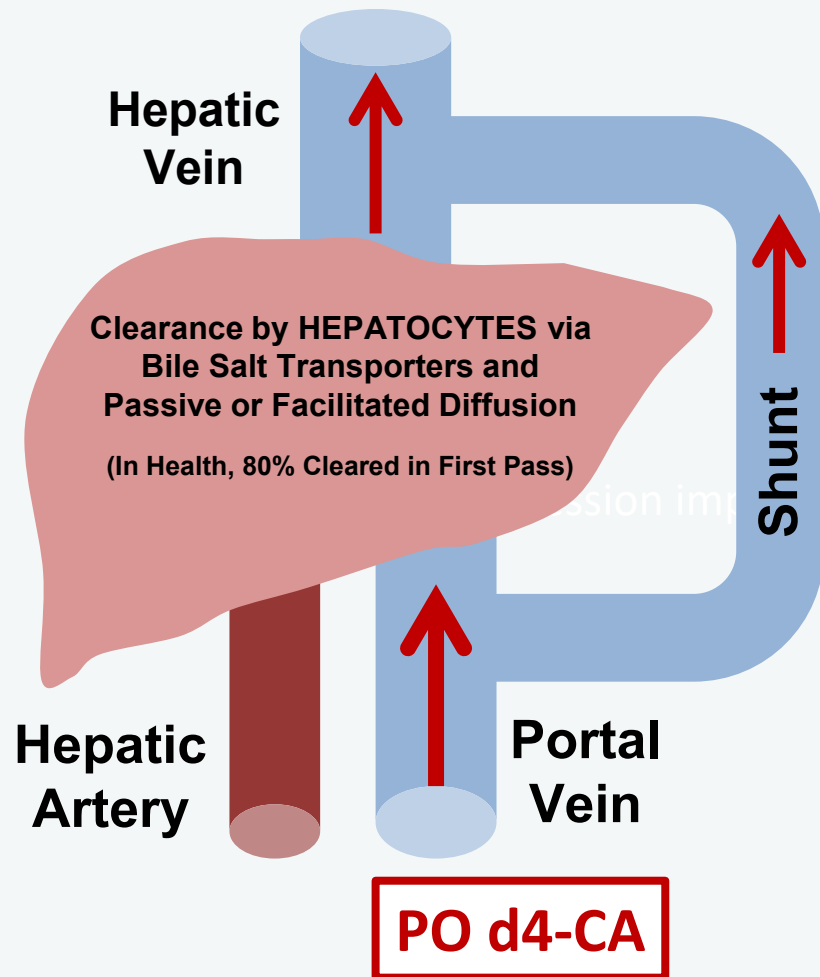 Hepatic
Vein
Clearance by HEPATOCYTES via
Bile Salt Transporters and
Passive or Facilitated Diffusion
(In Health, 80% Cleared in First Pass)
Shunt
Hepatic
Artery
Portal
Vein
PO d4-CA